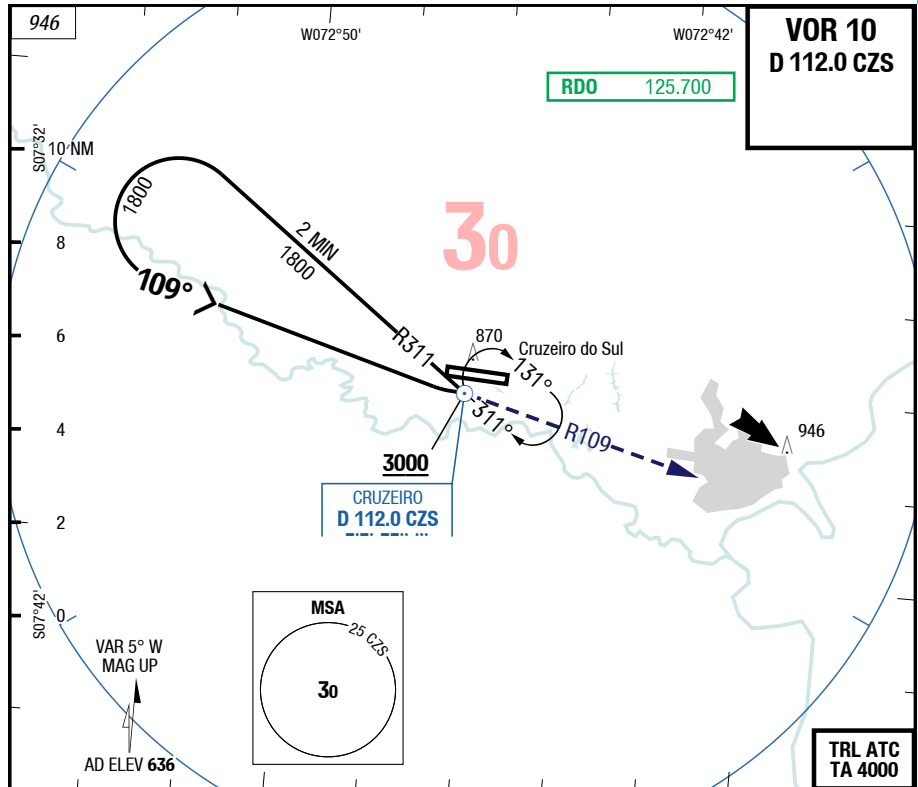 946
W072°50'
W072°42'
VOR 10
D 112.0 CZS
RDO 125.700
S07°32'
10 NM
8
6
4
2
0
S07°42'
1800
2 MIN
1800
30
109°
R311
870
Cruzeiro do Sul
131°
311°
R109
946
3000
CRUZEIRO
D 112.0 CZS
MSA
25 CZS
30
VAR 5° W
MAG UP
AD ELEV 636
TRL ATC
TA 4000